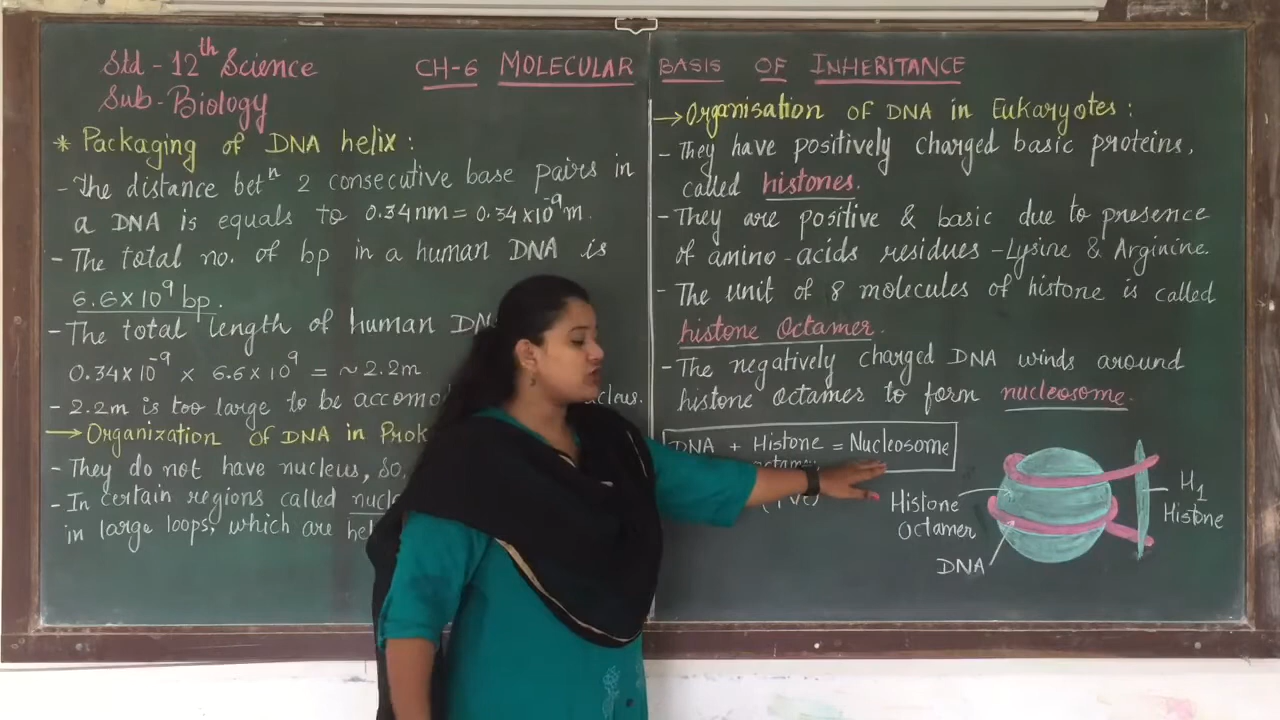 Std - 12th Science
Sub - Biology
CH-6 MOLECULAR BASIS OF INHERITANCE
* Packaging of DNA helix :
- The distance betⁿ 2 consecutive base pairs in
a DNA is equals to 0.34nm = 0.34×10⁻⁹m.
- The total no. of bp in a human DNA is
6.6×10⁹ bp.
- The total length of human
0.34×10⁻⁹ × 6.6×10⁹ = ~2.2m
- 2.2m is too large to be
→ Organization of DNA in
- They do not have nucleus, So,
- In certain regions called
in large loops, which are
→ Organisation of DNA in Eukaryotes :
- They have positively charged basic proteins,
called histones.
- They are positive & basic due to presence
of amino-acids residues - Lysine & Arginine.
- The unit of 8 molecules of histone is called
histone Octamer.
- The negatively charged DNA winds around
histone Octamer to form nucleosome.
DNA + Histone = Nucleosome
Histone
Octamer
DNA
H₁
Histone